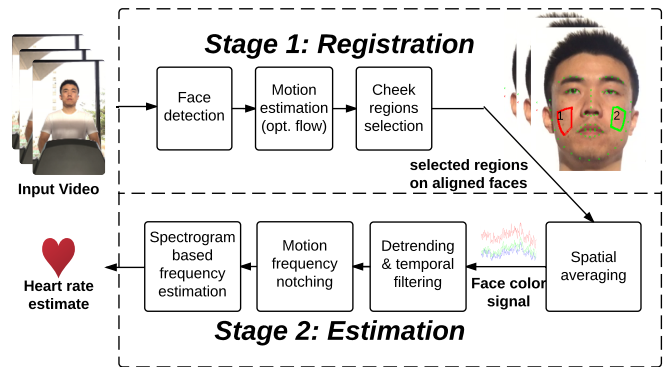 Stage 1: Registration
Face
detection
Motion
estimation
(opt. flow)
Cheek
regions
selection
1
2
Input Video
selected regions
on aligned faces
Spectrogram
based
frequency
estimation
Motion
frequency
notching
Detrending
& temporal
filtering
Face color
signal
Spatial
averaging
Heart rate
estimate
Stage 2: Estimation